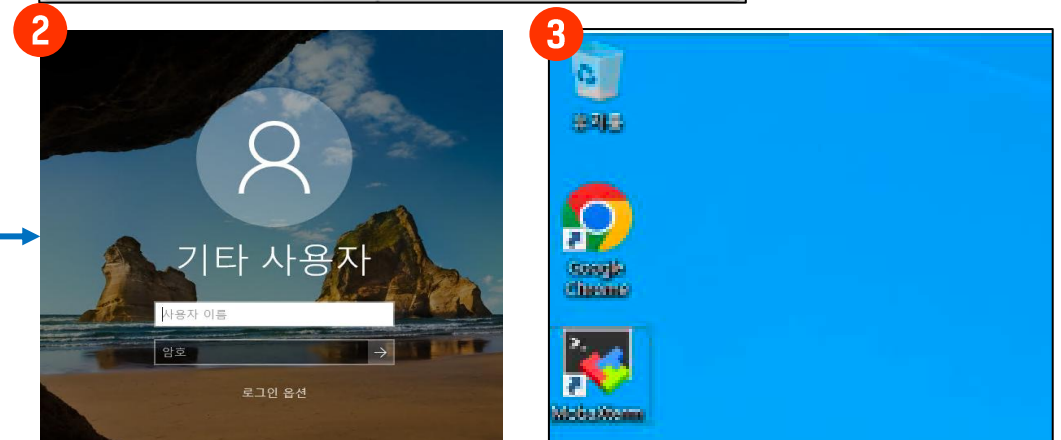 2
기타 사용자
사용자 이름
암호
로그인 옵션
3
휴지통
Google
Chrome
MobaXterm